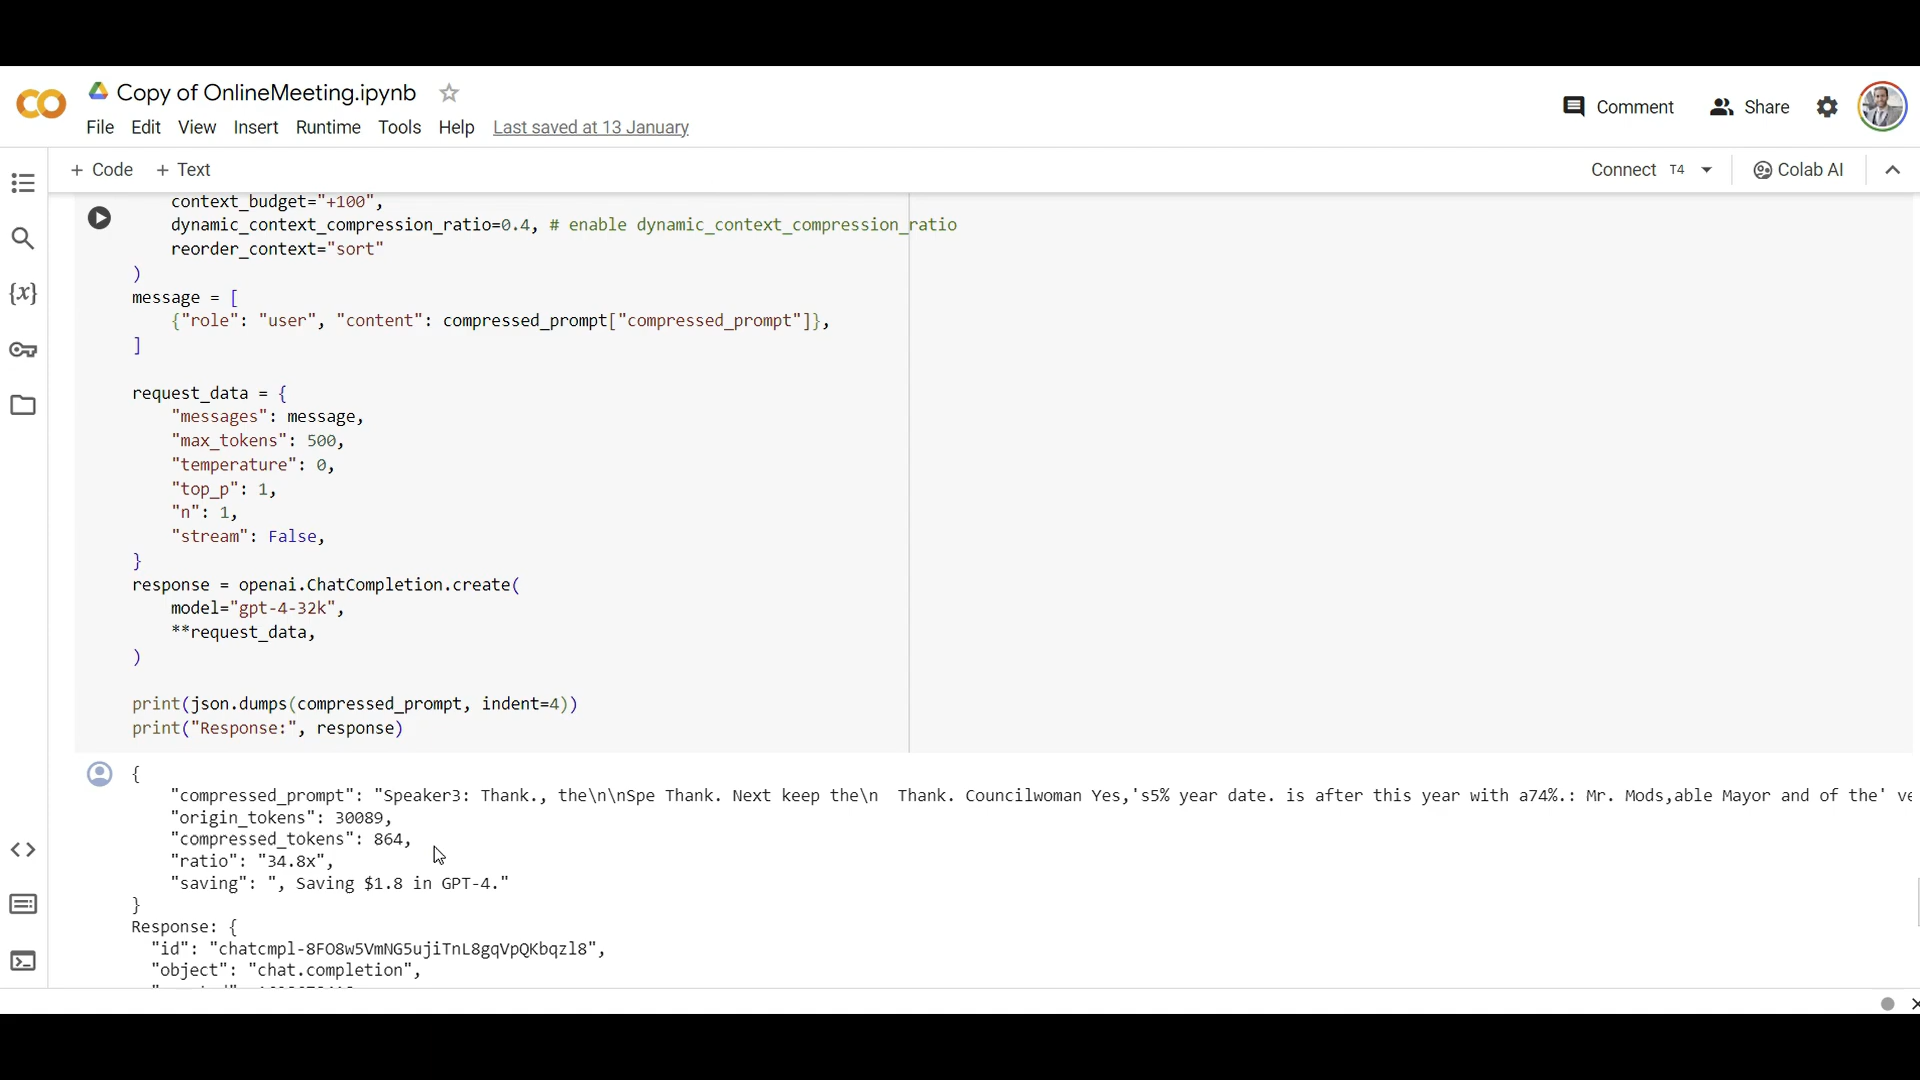 Copy of OnlineMeeting.ipynb
Comment
Share
File Edit View Insert Runtime Tools Help Last saved at 13 January
+ Code + Text
Connect T4
Colab AI
{x}
context_budget="+100",
dynamic_context_compression_ratio=0.4, # enable dynamic_context_compression_ratio
reorder_context="sort"
)
message = [
{"role": "user", "content": compressed_prompt["compressed_prompt"]},
]
request_data = {
"messages": message,
"max_tokens": 500,
"temperature": 0,
"top_p": 1,
"n": 1,
"stream": False,
}
response = openai.ChatCompletion.create(
model="gpt-4-32k",
**request_data,
)
print(json.dumps(compressed_prompt, indent=4))
print("Response:", response)
{
"compressed_prompt": "Speaker3: Thank., the\n\nSpe Thank. Next keep the\n  Thank. Councilwoman Yes,'s5% year date. is after this year with a74%.: Mr. Mods,able Mayor and of the' ve
"origin_tokens": 30089,
"compressed_tokens": 864,
"ratio": "34.8x",
"saving": ", Saving $1.8 in GPT-4."
}
Response: {
"id": "chatcmpl-8FO8w5VmNG5ujiTnL8gqVpQKbqzl8",
"object": "chat.completion",